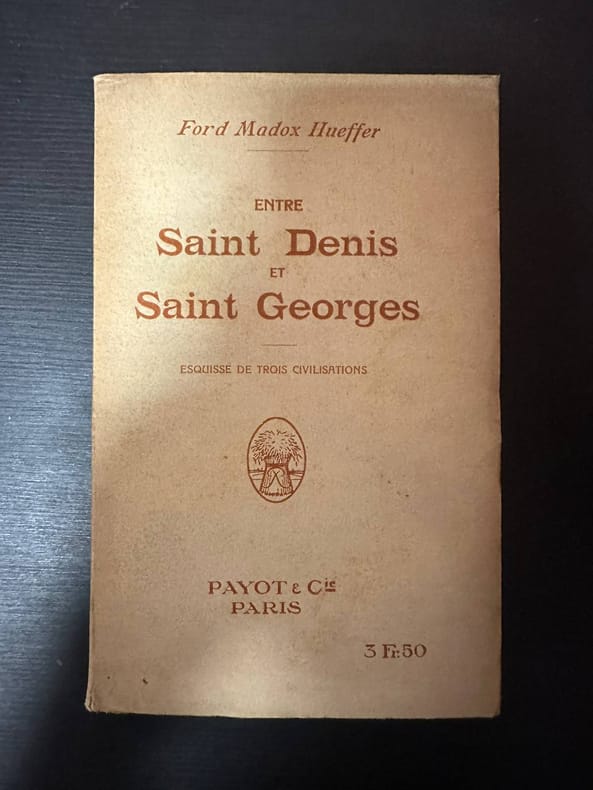 Ford Madox Hueffer
ENTRE
Saint Denis
ET
Saint Georges
ESQUISSE DE TROIS CIVILISATIONS
PAYOT & Cie
PARIS
3 Fr.50